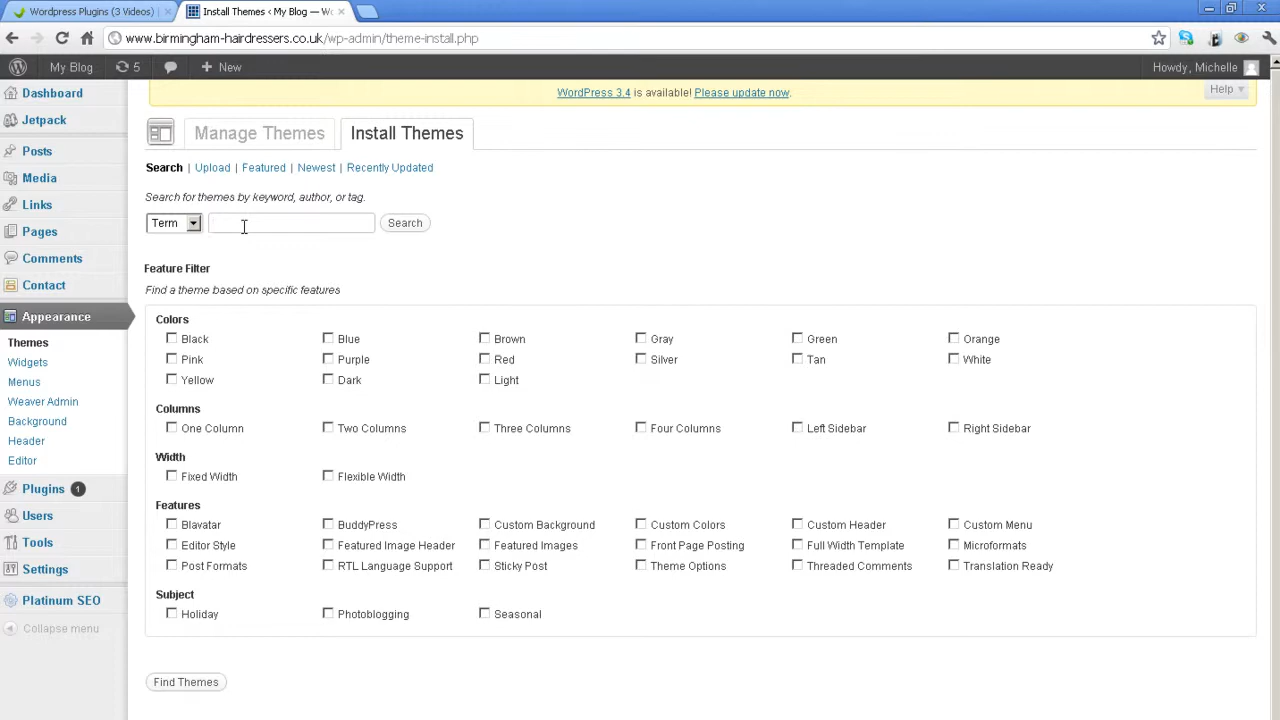 Wordpress Plugins (3 Videos)
Install Themes ‹ My Blog — Wo
www.birmingham-hairdressers.co.uk/wp-admin/theme-install.php
My Blog 5 + New Howdy, Michelle
WordPress 3.4 is available! Please update now.
Help
Dashboard
Jetpack
Posts
Media
Links
Pages
Comments
Contact
Appearance
Themes
Widgets
Menus
Weaver Admin
Background
Header
Editor
Plugins 1
Users
Tools
Settings
Platinum SEO
Collapse menu
Manage Themes Install Themes
Search | Upload | Featured | Newest | Recently Updated
Search for themes by keyword, author, or tag.
Term Search
Feature Filter
Find a theme based on specific features
Colors
Black Blue Brown Gray Green Orange
Pink Purple Red Silver Tan White
Yellow Dark Light
Columns
One Column Two Columns Three Columns Four Columns Left Sidebar Right Sidebar
Width
Fixed Width Flexible Width
Features
Blavatar BuddyPress Custom Background Custom Colors Custom Header Custom Menu
Editor Style Featured Image Header Featured Images Front Page Posting Full Width Template Microformats
Post Formats RTL Language Support Sticky Post Theme Options Threaded Comments Translation Ready
Subject
Holiday Photoblogging Seasonal
Find Themes